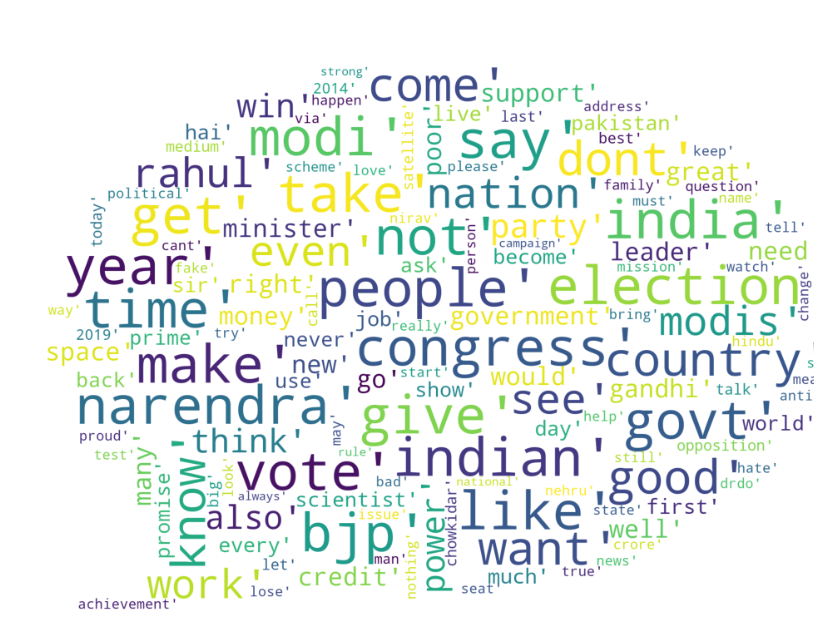 strong'
2014' come' support'
win' happen' via' live' last' address'
hai' modi' poor' say' pakistan' best'
medium' satellite' dont' keep'
rahul' scheme' love' please' great'
political' take' nation' family' question'
today' get' nirav' must' name'
minister' not' party' india' tell'
cant' even' person' campaign' leader' need
year' fake' ask' become' mission' watch'
sir' right' call' people' election change'
way' time' money' job' government' bring' modis'
2019' prime' try' never' really' hindu'
space' make' new' congress' country s
back' use' go' start' would' gandhi' talk' mea
narendra' show' see' anti
proud' think' may' give' day' help' govt' world'
test' many' rule' indian' still' opposition'
promise' know' big' look' vote' bad' national' nehru' good' hate'
always' scientist' drdo'
also' issue' power' chowkidar' like' state' first'
every' bjp' want' crore' well'
let' man' nothing' true' news'
work' lose' credit' seat' much'
achievement'